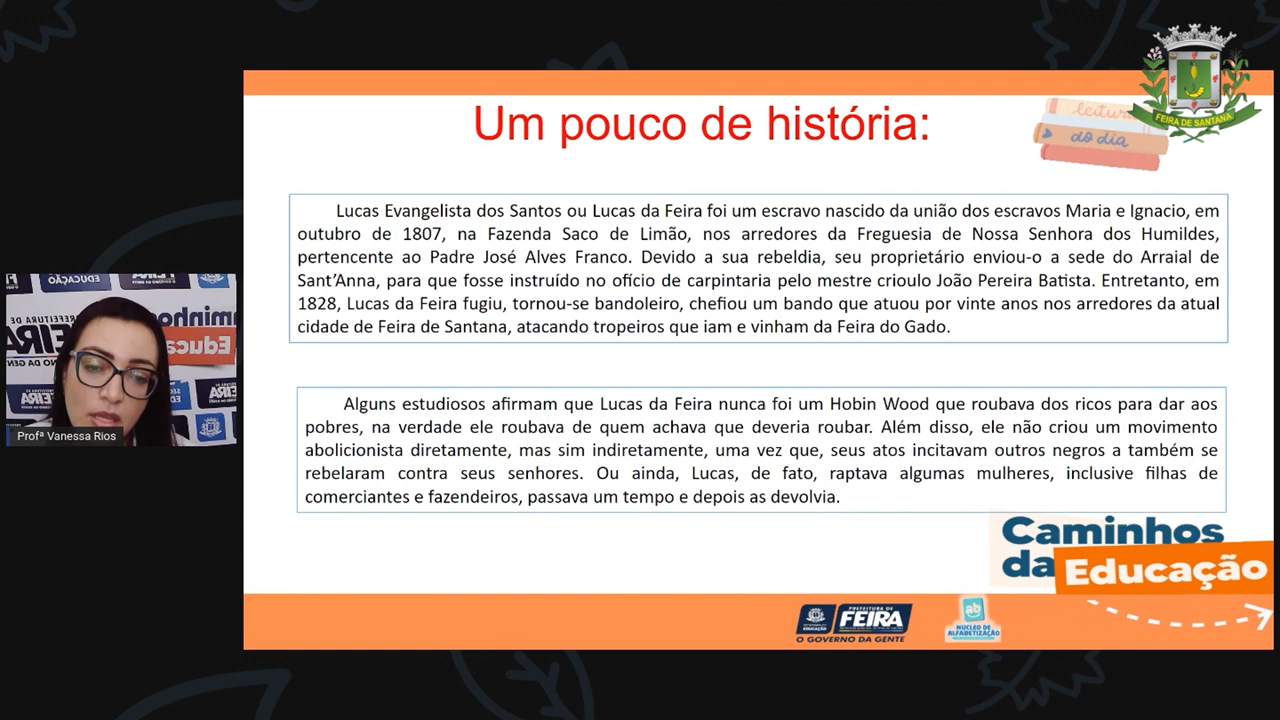 Um pouco de história:
leitura
do dia
FEIRA DE SANTANA
Lucas Evangelista dos Santos ou Lucas da Feira foi um escravo nascido da união dos escravos Maria e Ignacio, em
outubro de 1807, na Fazenda Saco de Limão, nos arredores da Freguesia de Nossa Senhora dos Humildes,
pertencente ao Padre José Alves Franco. Devido a sua rebeldia, seu proprietário enviou-o a sede do Arraial de
Sant’Anna, para que fosse instruído no ofício de carpintaria pelo mestre crioulo João Pereira Batista. Entretanto, em
1828, Lucas da Feira fugiu, tornou-se bandoleiro, chefiou um bando que atuou por vinte anos nos arredores da atual
cidade de Feira de Santana, atacando tropeiros que iam e vinham da Feira do Gado.
Alguns estudiosos afirmam que Lucas da Feira nunca foi um Hobin Wood que roubava dos ricos para dar aos
pobres, na verdade ele roubava de quem achava que deveria roubar. Além disso, ele não criou um movimento
abolicionista diretamente, mas sim indiretamente, uma vez que, seus atos incitavam outros negros a também se
rebelaram contra seus senhores. Ou ainda, Lucas, de fato, raptava algumas mulheres, inclusive filhas de
comerciantes e fazendeiros, passava um tempo e depois as devolvia.
Profª Vanessa Rios
Caminhos
da Educação
PREFEITURA DE
FEIRA
EDUCAÇÃO
O GOVERNO DA GENTE
ab
NÚCLEO DE
ALFABETIZAÇÃO